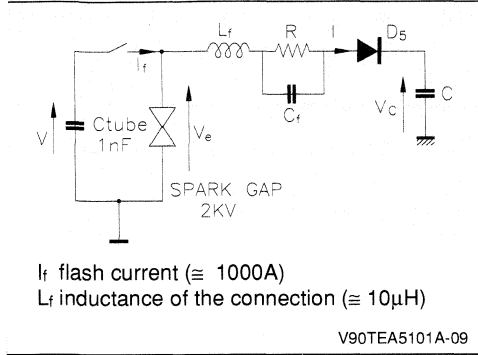 Lf R I D5
If
Cf
V Ctube 1nF Ve Vc C
SPARK GAP
2KV
If flash current (≅ 1000A)
Lf inductance of the connection (≅ 10µH)
V90TEA5101A-09